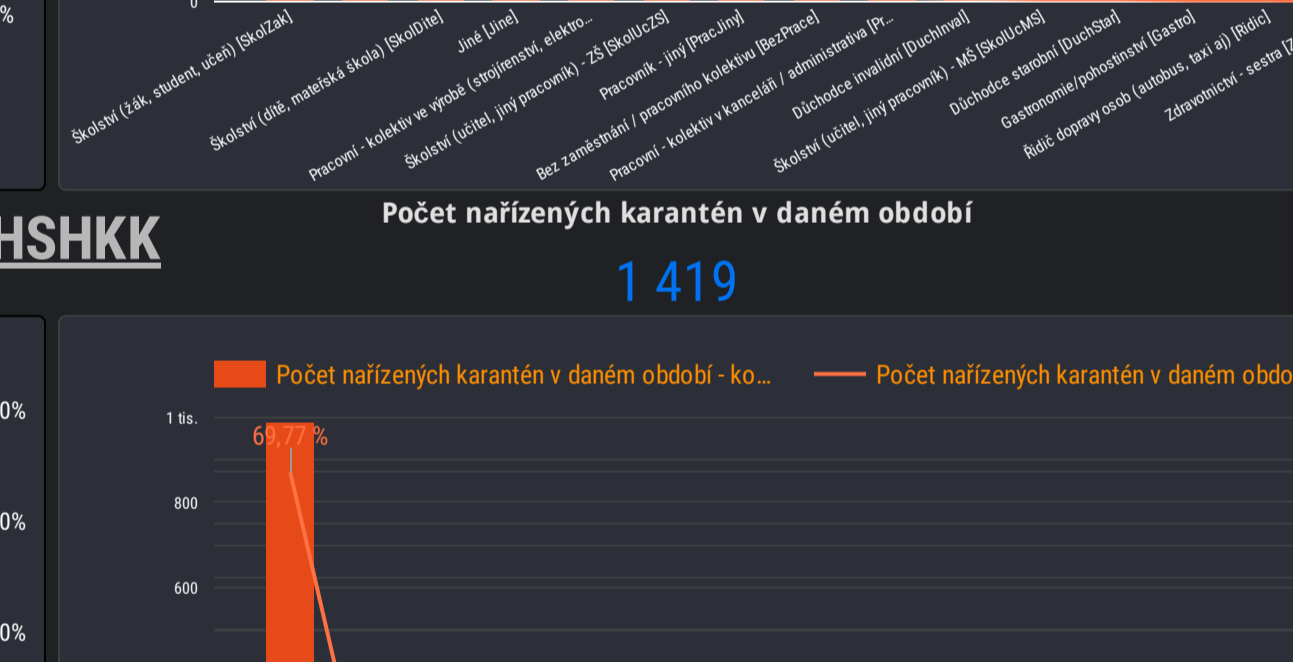 %
0
Školství (žák, student, učeň) [SkolZak]
Školství (dítě, mateřská škola) [SkolDite]
Jiné [Jine]
Pracovní - kolektiv ve výrobě (strojírenství, elektro…
Školství (učitel, jiný pracovník) - ZŠ [SkolUcZS]
Pracovník - jiný [PracJiny]
Bez zaměstnání / pracovního kolektivu [BezPrace]
Pracovní - kolektiv v kanceláři / administrativa [Pr…
Důchodce invalidní [DuchInval]
Školství (učitel, jiný pracovník) - MŠ [SkolUcMS]
Důchodce starobní [DuchStar]
Gastronomie/pohostinství [Gastro]
Řidič dopravy osob (autobus, taxi aj) [Ridic]
Zdravotnictví - sestra [Z
HSHKK
Počet nařízených karantén v daném období
1 419
Počet nařízených karantén v daném období - ko…
Počet nařízených karantén v daném obdo
0%
1 tis.
69,77 %
800
0%
600
0%